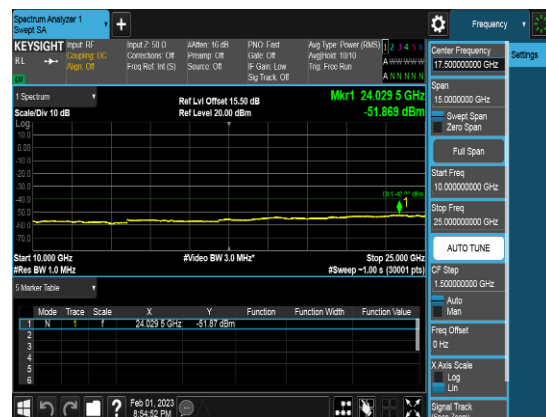 Spectrum Analyzer 1
Swept SA
Frequency
KEYSIGHT
Input: RF
Coupling: DC
Align: Off
Input Z: 50 Ω
Corrections: Off
Freq Ref: Int (S)
#Atten: 16 dB
Preamp: Off
Source: Off
PNO: Fast
Gate: Off
IF Gain: Low
Sig Track: Off
Avg Type: Power (RMS)
Avg|Hold: 10/10
Trig: Free Run
1 2 3 4 5 6
A W W W W W
A N N N N N
RL
Center Frequency
17.500000000 GHz
Settings
Span
15.0000000 GHz
Swept Span
Zero Span
Full Span
Start Freq
10.000000000 GHz
Stop Freq
25.000000000 GHz
AUTO TUNE
CF Step
1.500000000 GHz
Auto
Man
Freq Offset
0 Hz
X Axis Scale
Log
Lin
Signal Track
1 Spectrum
Scale/Div 10 dB
Log
Ref Lvl Offset 15.50 dB
Ref Level 20.00 dBm
Mkr1 24.029 5 GHz
-51.869 dBm
10.0
0.00
-10.0
-20.0
-30.0
-40.0
-50.0
-60.0
-70.0
1
Start 10.000 GHz
#Res BW 1.0 MHz
#Video BW 3.0 MHz*
Stop 25.000 GHz
#Sweep ~1.00 s (30001 pts)
5 Marker Table
Mode Trace Scale X Y Function Function Width Function Value
1 N 1 f 24.029 5 GHz -51.87 dBm
2
3
4
5
6
Feb 01, 2023
8:54:52 PM